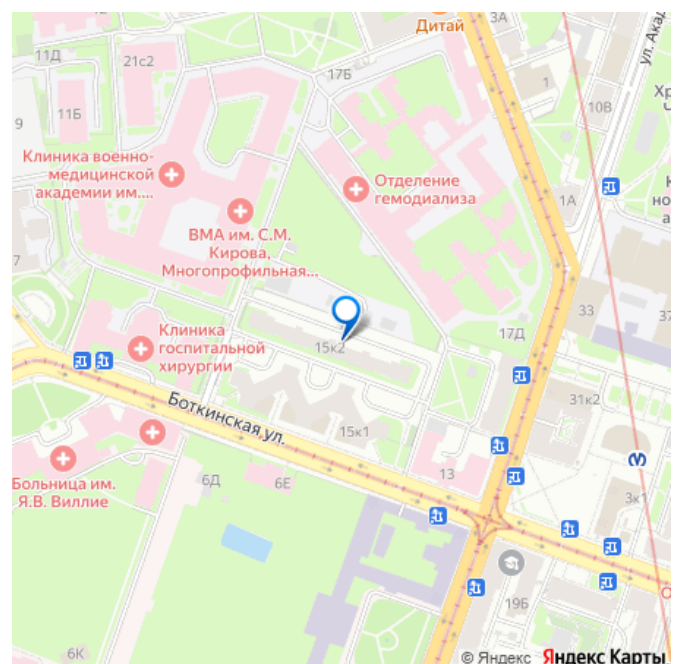 Дитай
3А
11Д
21с2
17Б
ул. Ака
1
10В
11Б
9
Клиника военно-
медицинской
академии им....
Отделение
гемодиализа
1А
ВМА им. С.М.
Кирова,
Многопрофильная...
7
33
37
Клиника
госпитальной
хирургии
15к2
17Д
31к2
Боткинская ул.
15к1
13
Больница им.
Я.В. Виллие
6Д
6Е
3к1
19Б
6К
© Яндекс Яндекс Карты